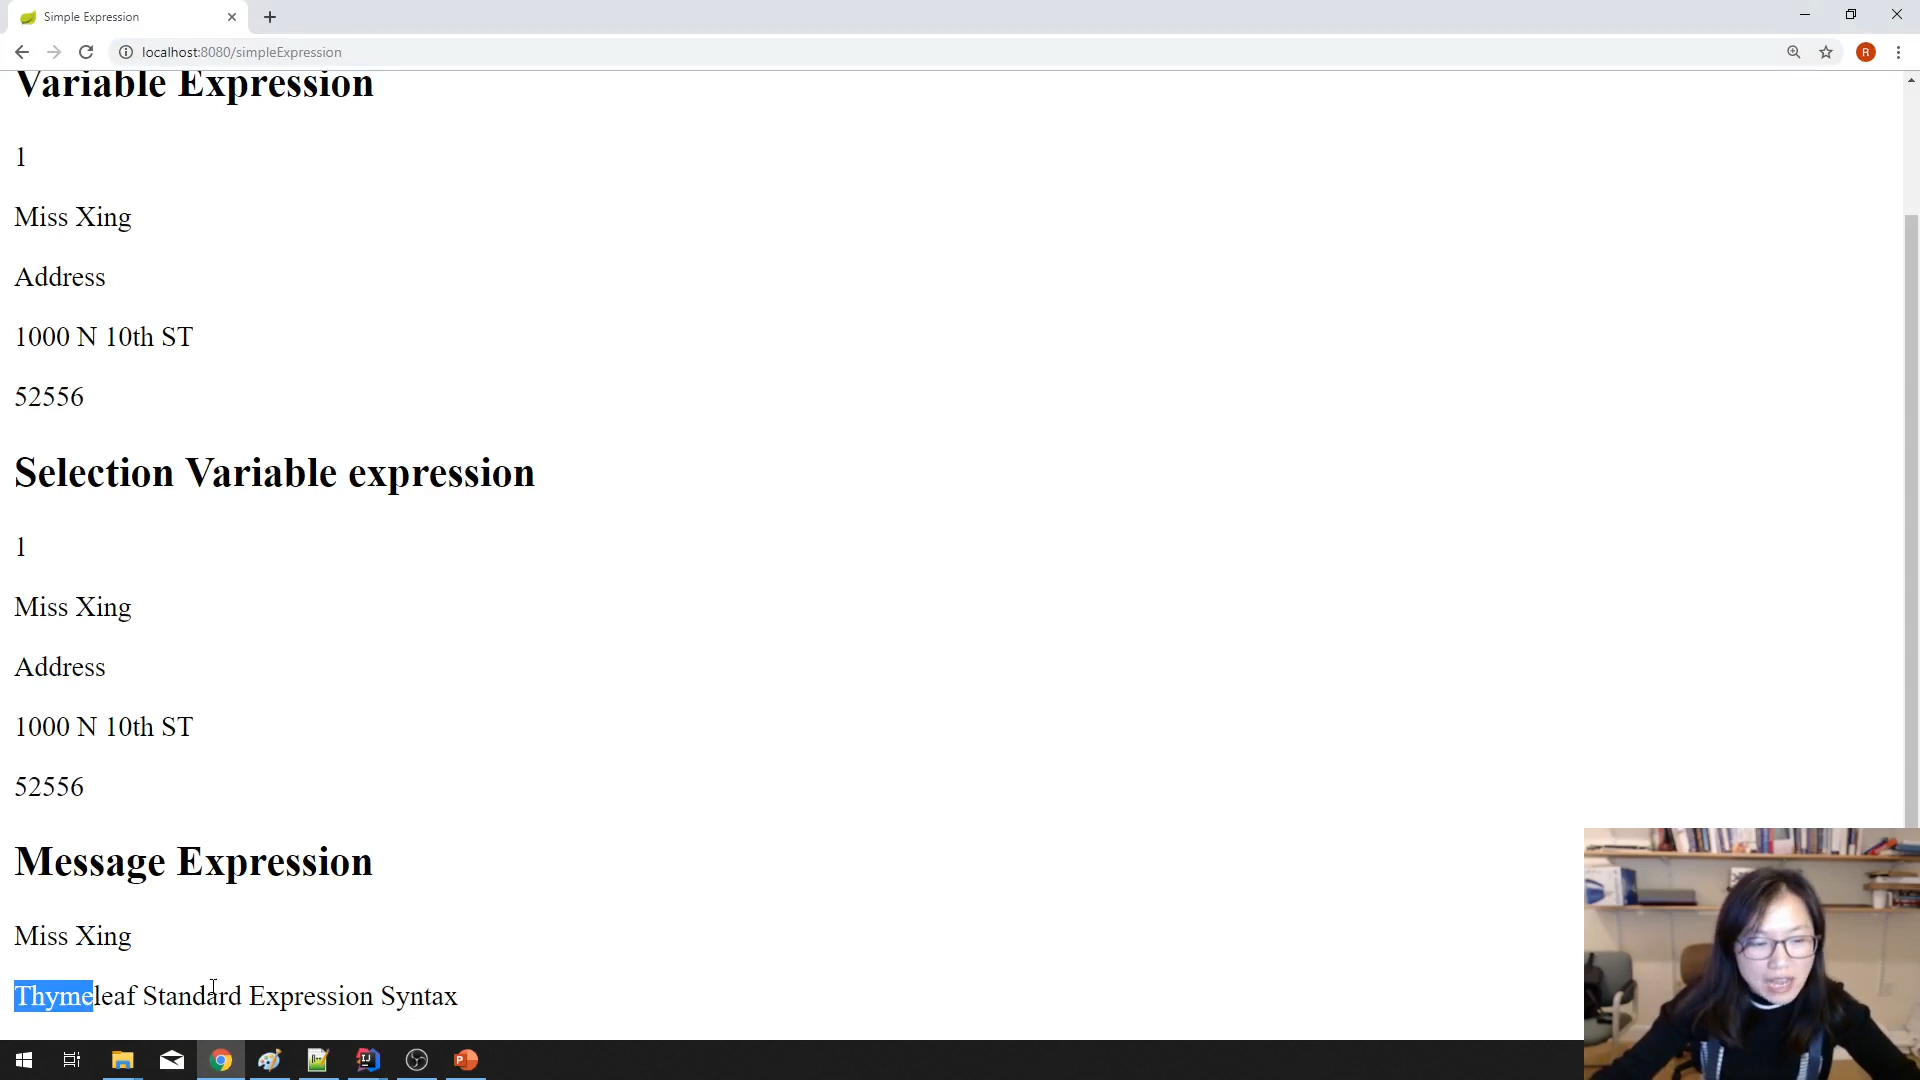 Simple Expression
localhost:8080/simpleExpression
R
Variable Expression
1
Miss Xing
Address
1000 N 10th ST
52556
Selection Variable expression
1
Miss Xing
Address
1000 N 10th ST
52556
Message Expression
Miss Xing
Thymeleaf Standard Expression Syntax